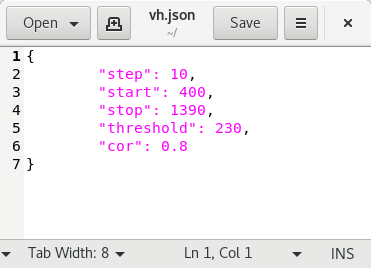 Open
vh.json
~/
Save
1 {
2 "step": 10,
3 "start": 400,
4 "stop": 1390,
5 "threshold": 230,
6 "cor": 0.8
7 }
Tab Width: 8
Ln 1, Col 1
INS